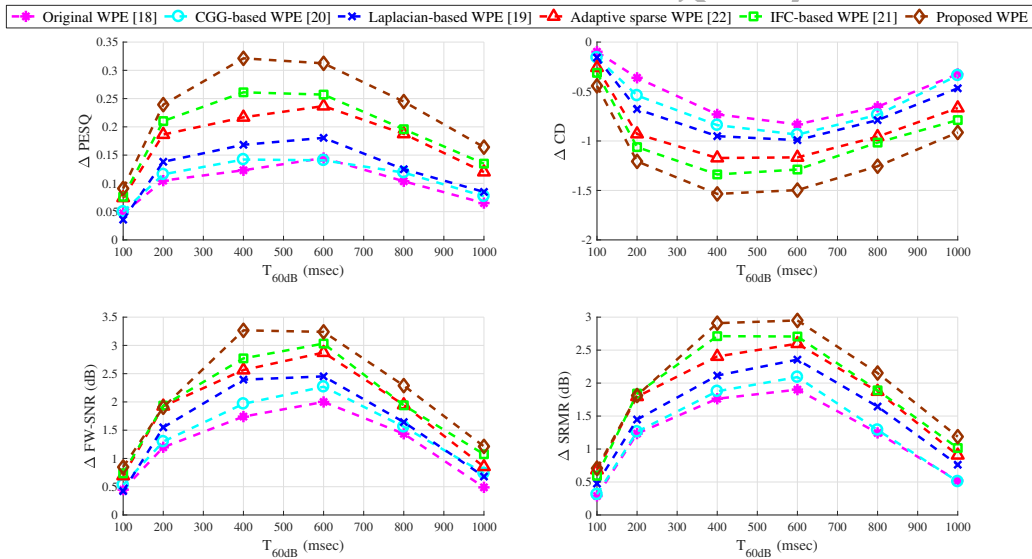 Original WPE [18] CGG-based WPE [20] Laplacian-based WPE [19] Adaptive sparse WPE [22] IFC-based WPE [21] Proposed WPE
0.35
0.3
0.25
0.2
0.15
0.1
0.05
0
Δ PESQ
100 200 300 400 500 600 700 800 900 1000
T60dB (msec)
0
-0.5
-1
-1.5
-2
Δ CD
100 200 300 400 500 600 700 800 900 1000
T60dB (msec)
3.5
3
2.5
2
1.5
1
0.5
0
Δ FW-SNR (dB)
100 200 300 400 500 600 700 800 900 1000
T60dB (msec)
3
2.5
2
1.5
1
0.5
0
Δ SRMR (dB)
100 200 300 400 500 600 700 800 900 1000
T60dB (msec)